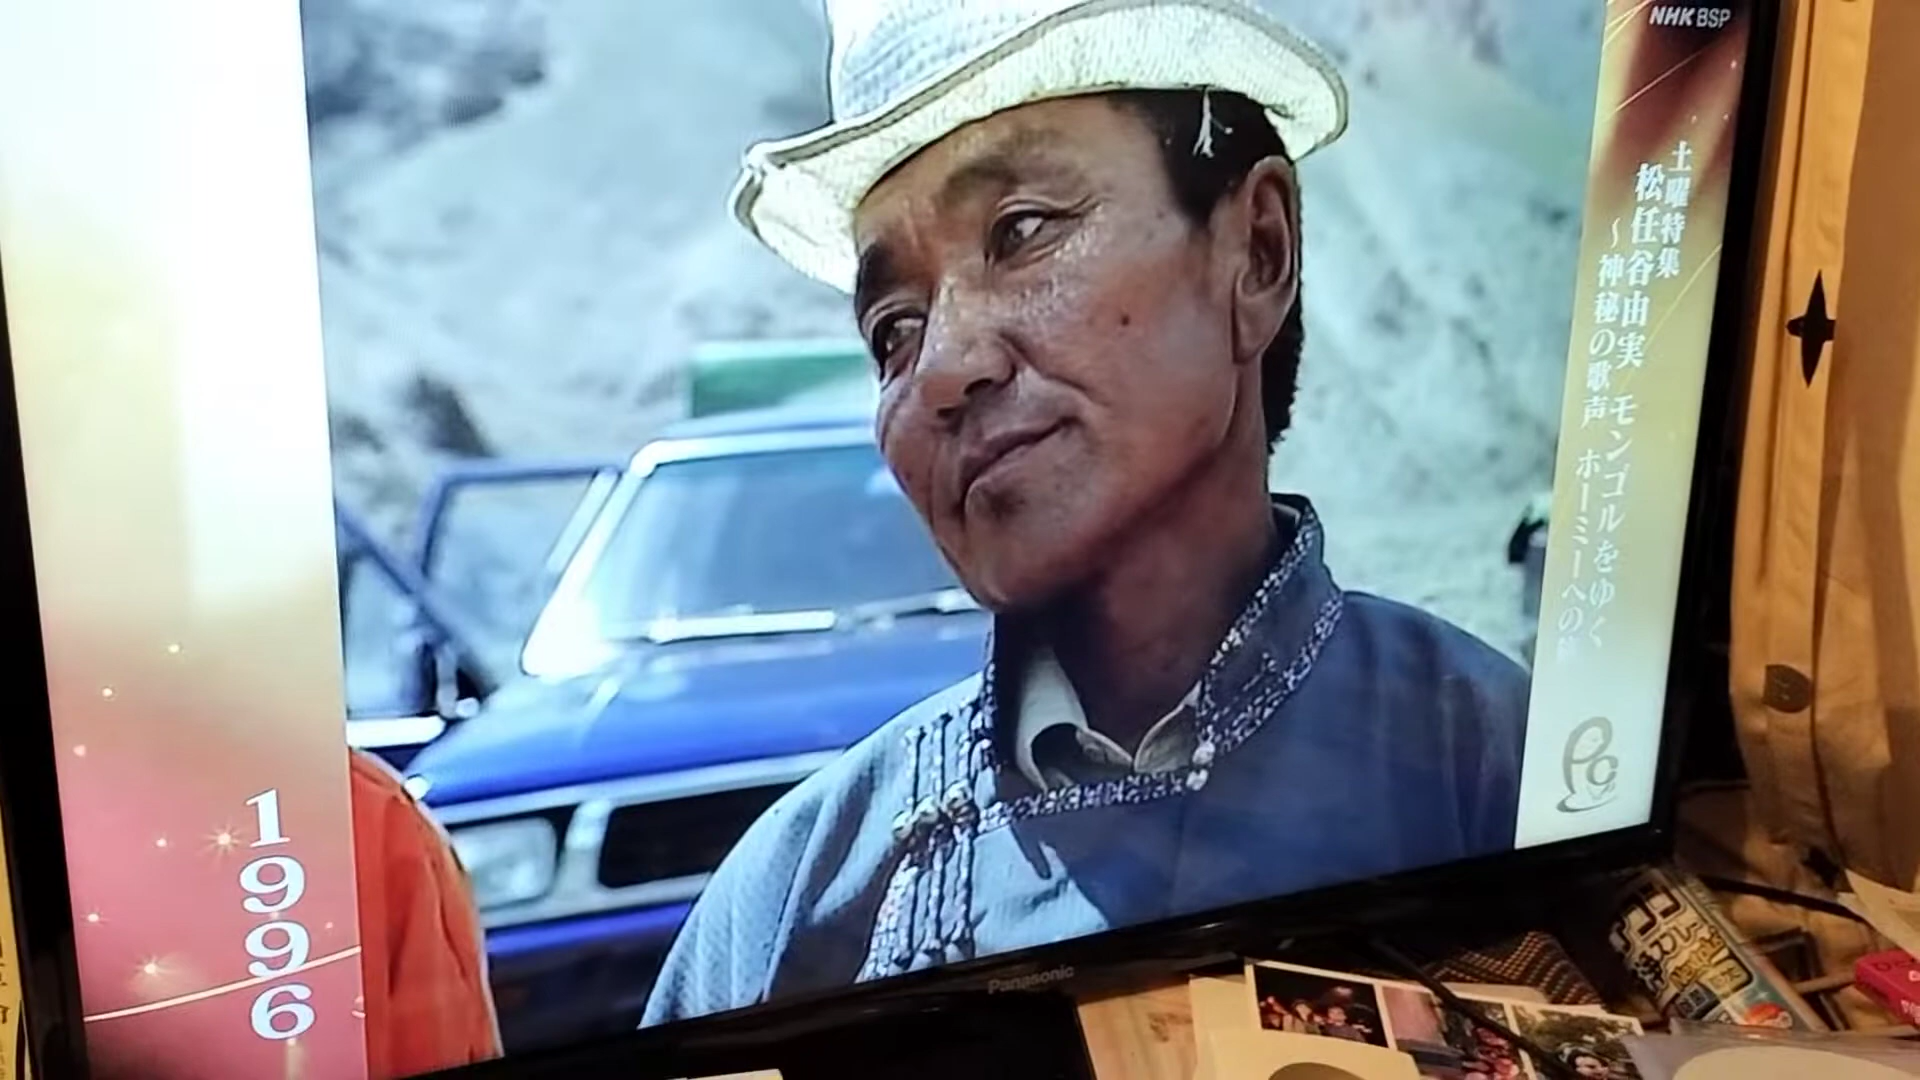 NHK BSP
土曜特集
松任谷由実 モンゴルをゆく
〜神秘の歌声 ホーミーへの旅
1996
Panasonic